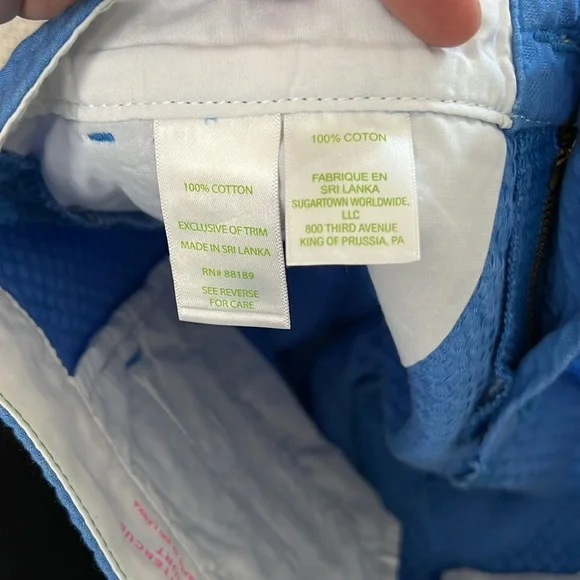 100% COTTON
EXCLUSIVE OF TRIM
MADE IN SRI LANKA
RN# 88189
SEE REVERSE
FOR CARE
100% COTON
FABRIQUE EN
SRI LANKA
SUGARTOWN WORLDWIDE,
LLC
800 THIRD AVENUE
KING OF PRUSSIA, PA